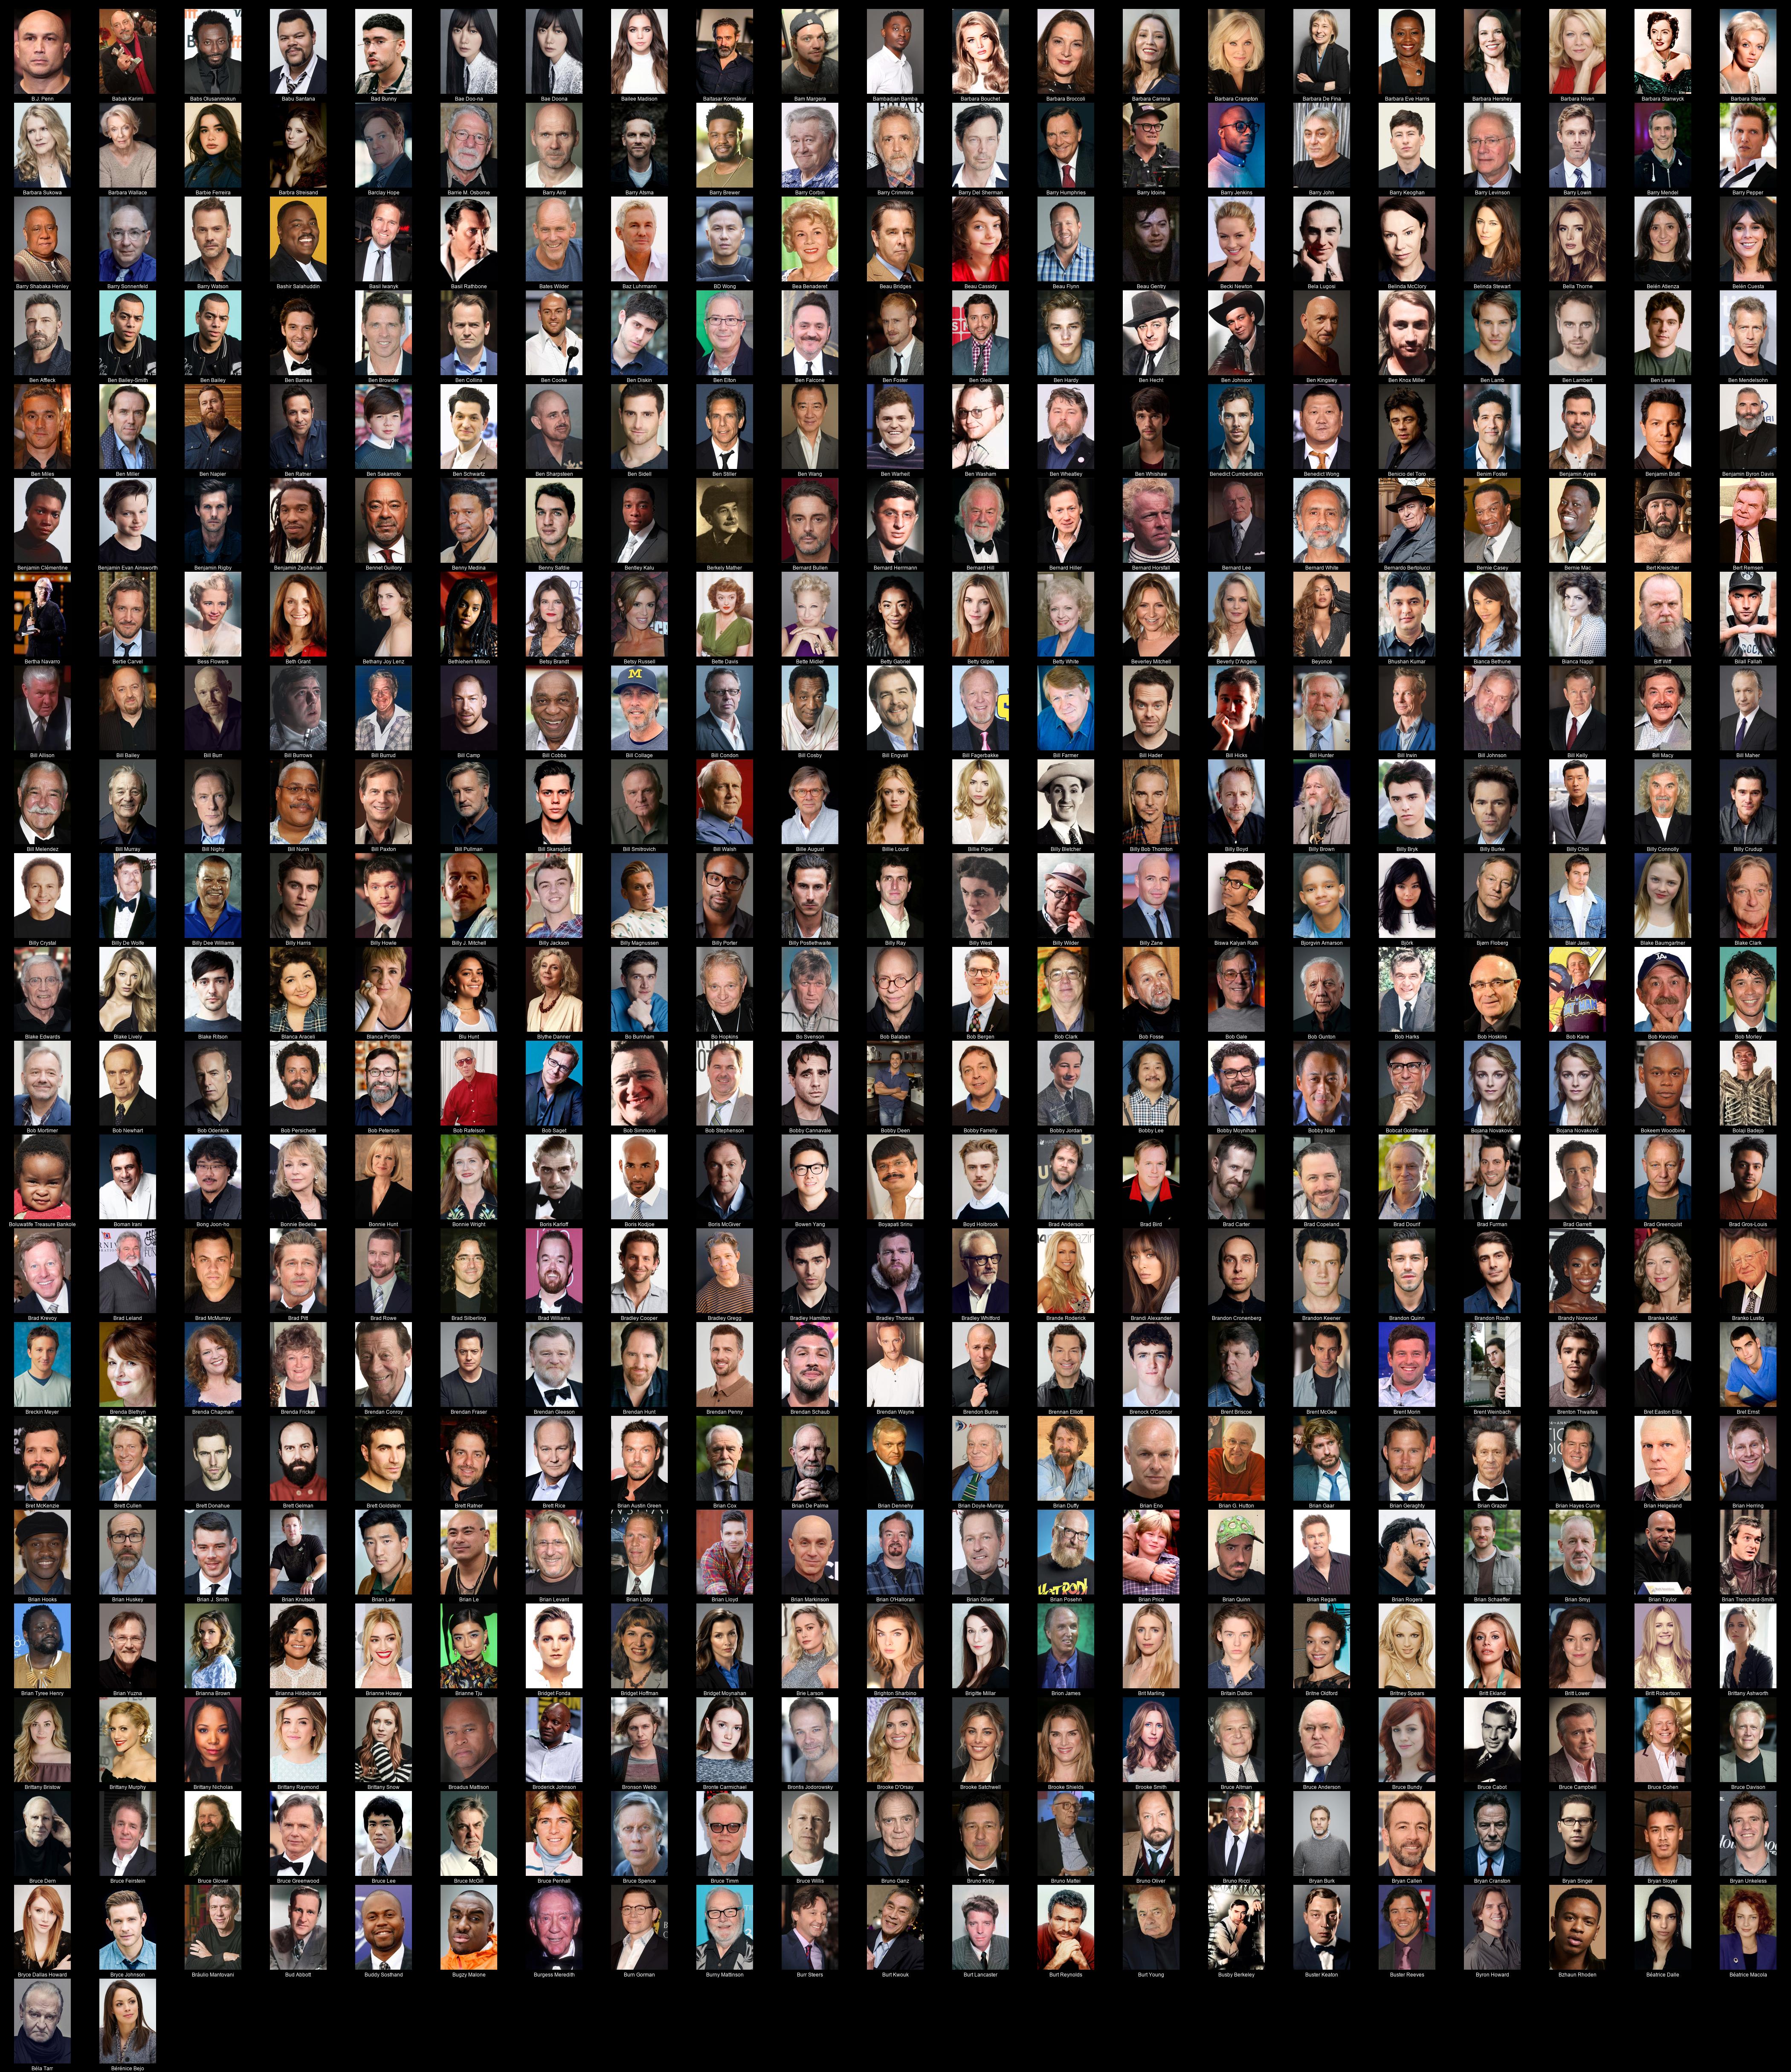 B.J. Penn Babak Karimi Babs Olusanmokun Babu Santana Bad Bunny Bae Doo-na Bae Doona Bailee Madison Baltasar Kormákur Bam Margera Bambadjan Bamba Barbara Bouchet Barbara Broccoli Barbara Carrera Barbara Crampton Barbara De Fina Barbara Eve Harris Barbara Hershey Barbara Niven Barbara Stanwyck Barbara Steele
Barbara Sukowa Barbara Wallace Barbie Ferreira Barbra Streisand Barclay Hope Barrie M. Osborne Barry Aird Barry Atsma Barry Brewer Barry Corbin Barry Crimmins Barry Del Sherman Barry Humphries Barry Idoine Barry Jenkins Barry John Barry Keoghan Barry Levinson Barry Lowin Barry Mendel Barry Pepper
Barry Shabaka Henley Barry Sonnenfeld Barry Watson Bashir Salahuddin Basil Iwanyk Basil Rathbone Bates Wilder Baz Luhrmann BD Wong Bea Benaderet Beau Bridges Beau Cassidy Beau Flynn Beau Gentry Becki Newton Bela Lugosi Belinda McClory Belinda Stewart Bella Thorne Belén Atienza Belén Cuesta
Ben Affleck Ben Bailey-Smith Ben Bailey Ben Barnes Ben Browder Ben Collins Ben Cooke Ben Diskin Ben Elton Ben Falcone Ben Foster Ben Gleib Ben Hardy Ben Hecht Ben Johnson Ben Kingsley Ben Knox Miller Ben Lamb Ben Lambert Ben Lewis Ben Mendelsohn
Ben Miles Ben Miller Ben Napier Ben Ratner Ben Sakamoto Ben Schwartz Ben Sharpsteen Ben Sidell Ben Stiller Ben Wang Ben Warheit Ben Washam Ben Wheatley Ben Whishaw Benedict Cumberbatch Benedict Wong Benicio del Toro Beniim Foster Benjamin Ayres Benjamin Bratt Benjamin Byron Davis
Benjamin Clémentine Benjamin Evan Ainsworth Benjamin Rigby Benjamin Zephaniah Bennet Guillory Benny Medina Benny Safdie Bentley Kalu Berkely Mather Bernard Bullen Bernard Herrmann Bernard Hill Bernard Hiller Bernard Horsfall Bernard Lee Bernard White Bernardo Bertolucci Bernie Casey Bernie Mac Bert Kreischer Bert Remsen
Bertha Navarro Bertie Carvel Bess Flowers Beth Grant Bethany Joy Lenz Bethlehem Million Betsy Brandt Betsy Russell Bette Davis Bette Midler Betty Gabriel Betty Gilpin Betty White Beverley Mitchell Beverly D'Angelo Beyoncé Bhushan Kumar Bianca Bethune Bianca Nappi Biff Wiff Bilall Fallah
Bill Allison Bill Bailey Bill Burr Bill Burrows Bill Burrud Bill Camp Bill Cobbs Bill Collage Bill Condon Bill Cosby Bill Engvall Bill Fagerbakke Bill Farmer Bill Hader Bill Hicks Bill Hunter Bill Irwin Bill Johnson Bill Kelly Bill Macy Bill Maher
Bill Melendez Bill Murray Bill Nighy Bill Nunn Bill Paxton Bill Pullman Bill Skarsgård Bill Smitrovich Bill Walsh Bille August Billie Lourd Billie Piper Billy Bletcher Billy Bob Thornton Billy Boyd Billy Brown Billy Bryk Billy Burke Billy Choi Billy Connolly Billy Crudup
Billy Crystal Billy De Wolfe Billy Dee Williams Billy Harris Billy Howle Billy J. Mitchell Billy Jackson Billy Magnussen Billy Porter Billy Postlethwaite Billy Ray Billy West Billy Wilder Billy Zane Biswa Kalyan Rath Bjorgvin Arnarson Björk Bjørn Floberg Blair Jasin Blake Baumgartner Blake Clark
Blake Edwards Blake Lively Blake Ritson Blanca Araceli Blanca Portillo Blu Hunt Blythe Danner Bo Burnham Bo Hopkins Bo Svenson Bob Balaban Bob Bergen Bob Clark Bob Fosse Bob Gale Bob Gunton Bob Harks Bob Hoskins Bob Kane Bob Kevoian Bob Morley
Bob Mortimer Bob Newhart Bob Odenkirk Bob Persichetti Bob Peterson Bob Rafelson Bob Saget Bob Simmons Bob Stephenson Bobby Cannavale Bobby Deen Bobby Farrelly Bobby Jordan Bobby Lee Bobby Moynihan Bobby Nish Bobcat Goldthwait Bojana Novakovic Bojana Novaković Bokeem Woodbine Bolaji Badejo
Boluwatife Treasure Bankole Boman Irani Bong Joon-ho Bonnie Bedelia Bonnie Hunt Bonnie Wright Boris Karloff Boris Kodjoe Boris McGiver Bowen Yang Boyapati Srinu Boyd Holbrook Brad Anderson Brad Bird Brad Carter Brad Copeland Brad Dourif Brad Furman Brad Garrett Brad Greenquist Brad Gros-Louis
Brad Krevoy Brad Leland Brad McMurray Brad Pitt Brad Rowe Brad Silberling Brad Williams Bradley Cooper Bradley Gregg Bradley Hamilton Bradley Thomas Bradley Whitford Brande Roderick Brandi Alexander Brandon Cronenberg Brandon Keener Brandon Quinn Brandon Routh Brandy Norwood Branka Katić Branko Lustig
Breckin Meyer Brenda Blethyn Brenda Chapman Brenda Fricker Brendan Conroy Brendan Fraser Brendan Gleeson Brendan Hunt Brendan Penny Brendan Schaub Brendan Wayne Brendon Burns Brennan Elliott Brenock O'Connor Brent Briscoe Brent McGee Brent Morin Brent Weinbach Brenton Thwaites Bret Easton Ellis Bret Ernst
Bret McKenzie Brett Cullen Brett Donahue Brett Gelman Brett Goldstein Brett Ratner Brett Rice Brian Austin Green Brian Cox Brian De Palma Brian Dennehy Brian Doyle-Murray Brian Duffy Brian Eno Brian G. Hutton Brian Gaar Brian Geraghty Brian Grazer Brian Hayes Currie Brian Helgeland Brian Herring
Brian Hooks Brian Huskey Brian J. Smith Brian Knutson Brian Law Brian Le Brian Levant Brian Libby Brian Lloyd Brian Markinson Brian O'Halloran Brian Oliver Brian Posehn Brian Price Brian Quinn Brian Regan Brian Rogers Brian Schaeffer Brian Smyj Brian Taylor Brian Trenchard-Smith
Brian Tyree Henry Brian Yuzna Brianna Brown Brianna Hildebrand Brianne Howey Brianne Tju Bridget Fonda Bridget Hoffman Bridget Moynahan Brie Larson Brighton Sharbino Brigitte Millar Brion James Brit Marling Britain Dalton Britne Oldford Britney Spears Britt Ekland Britt Lower Britt Robertson Brittany Ashworth
Brittany Bristow Brittany Murphy Brittany Nicholas Brittany Raymond Brittany Snow Broadus Mattison Broderick Johnson Bronson Webb Bronte Carmichael Brontis Jodorowsky Brooke D'Orsay Brooke Satchwell Brooke Shields Brooke Smith Bruce Altman Bruce Anderson Bruce Bundy Bruce Cabot Bruce Campbell Bruce Cohen Bruce Davison
Bruce Dern Bruce Feirstein Bruce Glover Bruce Greenwood Bruce Lee Bruce McGill Bruce Penhall Bruce Spence Bruce Timm Bruce Willis Bruno Ganz Bruno Kirby Bruno Mattei Bruno Oliver Bruno Ricci Bryan Burk Bryan Callen Bryan Cranston Bryan Singer Bryan Sloyer Bryan Unkeless
Bryce Dallas Howard Bryce Johnson Bráulio Mantovani Bud Abbott Buddy Sosthand Bugzy Malone Burgess Meredith Burn Gorman Burny Mattinson Burr Steers Burt Kwouk Burt Lancaster Burt Reynolds Burt Young Busby Berkeley Buster Keaton Buster Reeves Byron Howard Bzhaun Rhoden Béatrice Dalle Béatrice Macola
Béla Tarr Bérénice Bejo